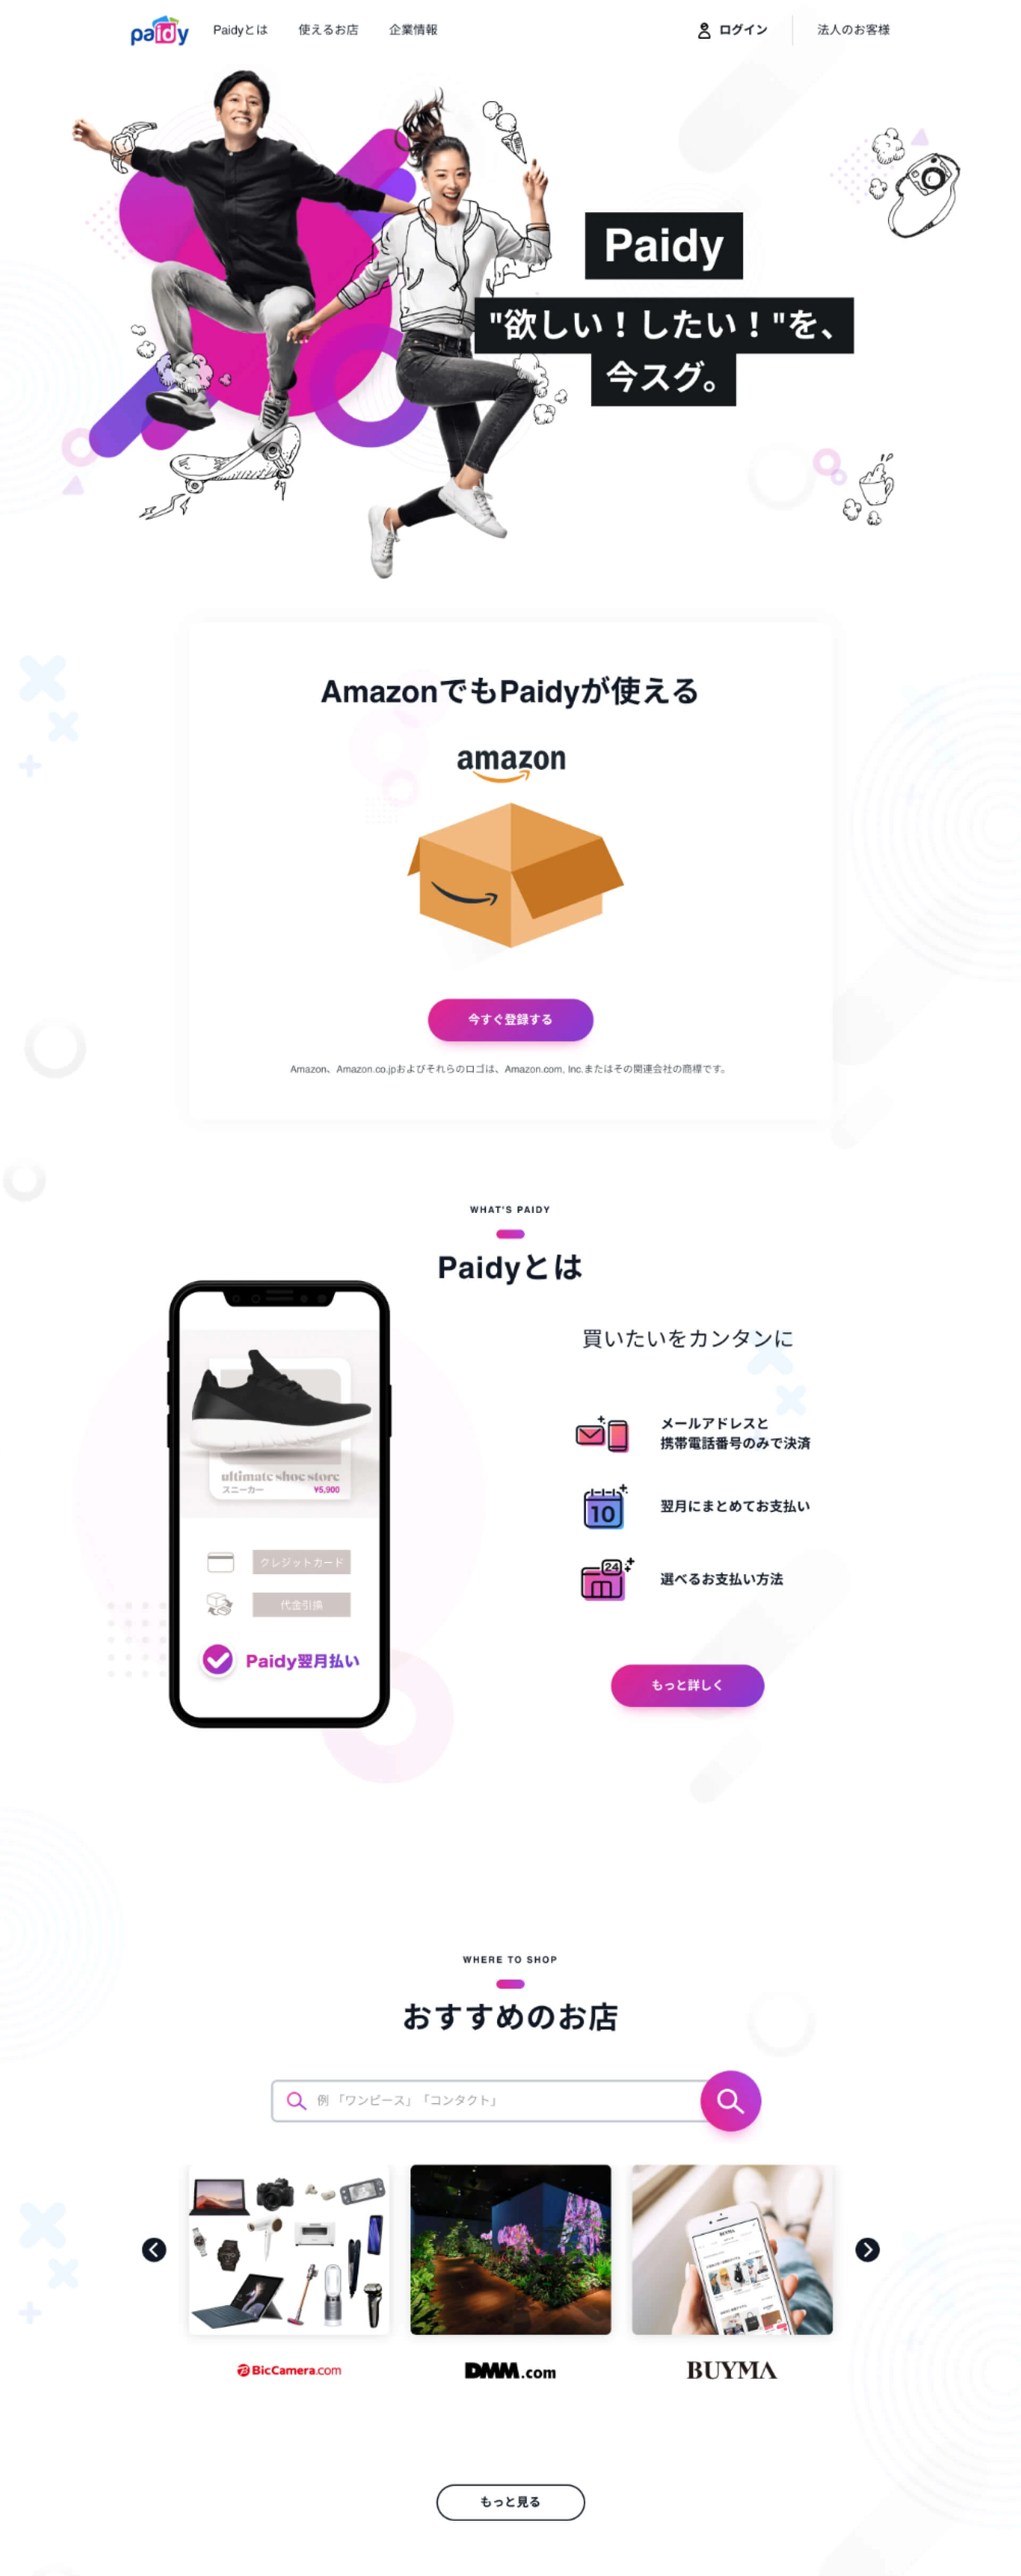 paidy
Paidyとは
使えるお店
企業情報
ログイン
法人のお客様
Paidy
"欲しい！したい！"を、
今スグ。
AmazonでもPaidyが使える
amazon
今すぐ登録する
Amazon、Amazon.co.jpおよびそれらのロゴは、Amazon.com, Inc.またはその関連会社の商標です。
WHAT'S PAIDY
Paidyとは
ultimate shoe store
スニーカー ¥5,900
クレジットカード
代金引換
Paidy翌月払い
買いたいをカンタンに
メールアドレスと
携帯電話番号のみで決済
10
翌月にまとめてお支払い
24
選べるお支払い方法
もっと詳しく
WHERE TO SHOP
おすすめのお店
例 「ワンピース」「コンタクト」
BUYMA
BicCamera.com
DMM.com
BUYMA
もっと見る